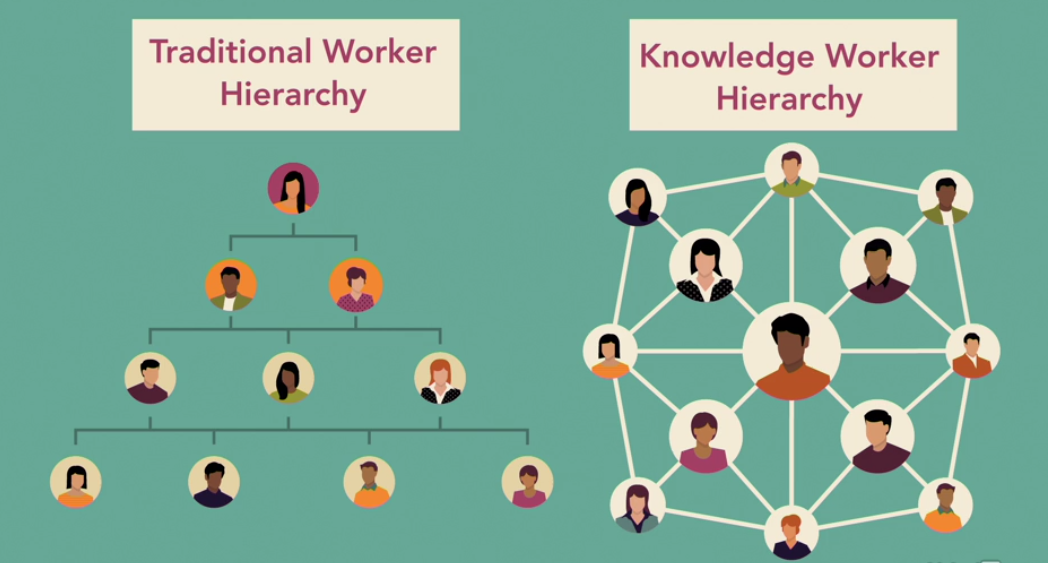 Traditional Worker
Hierarchy
Knowledge Worker
Hierarchy